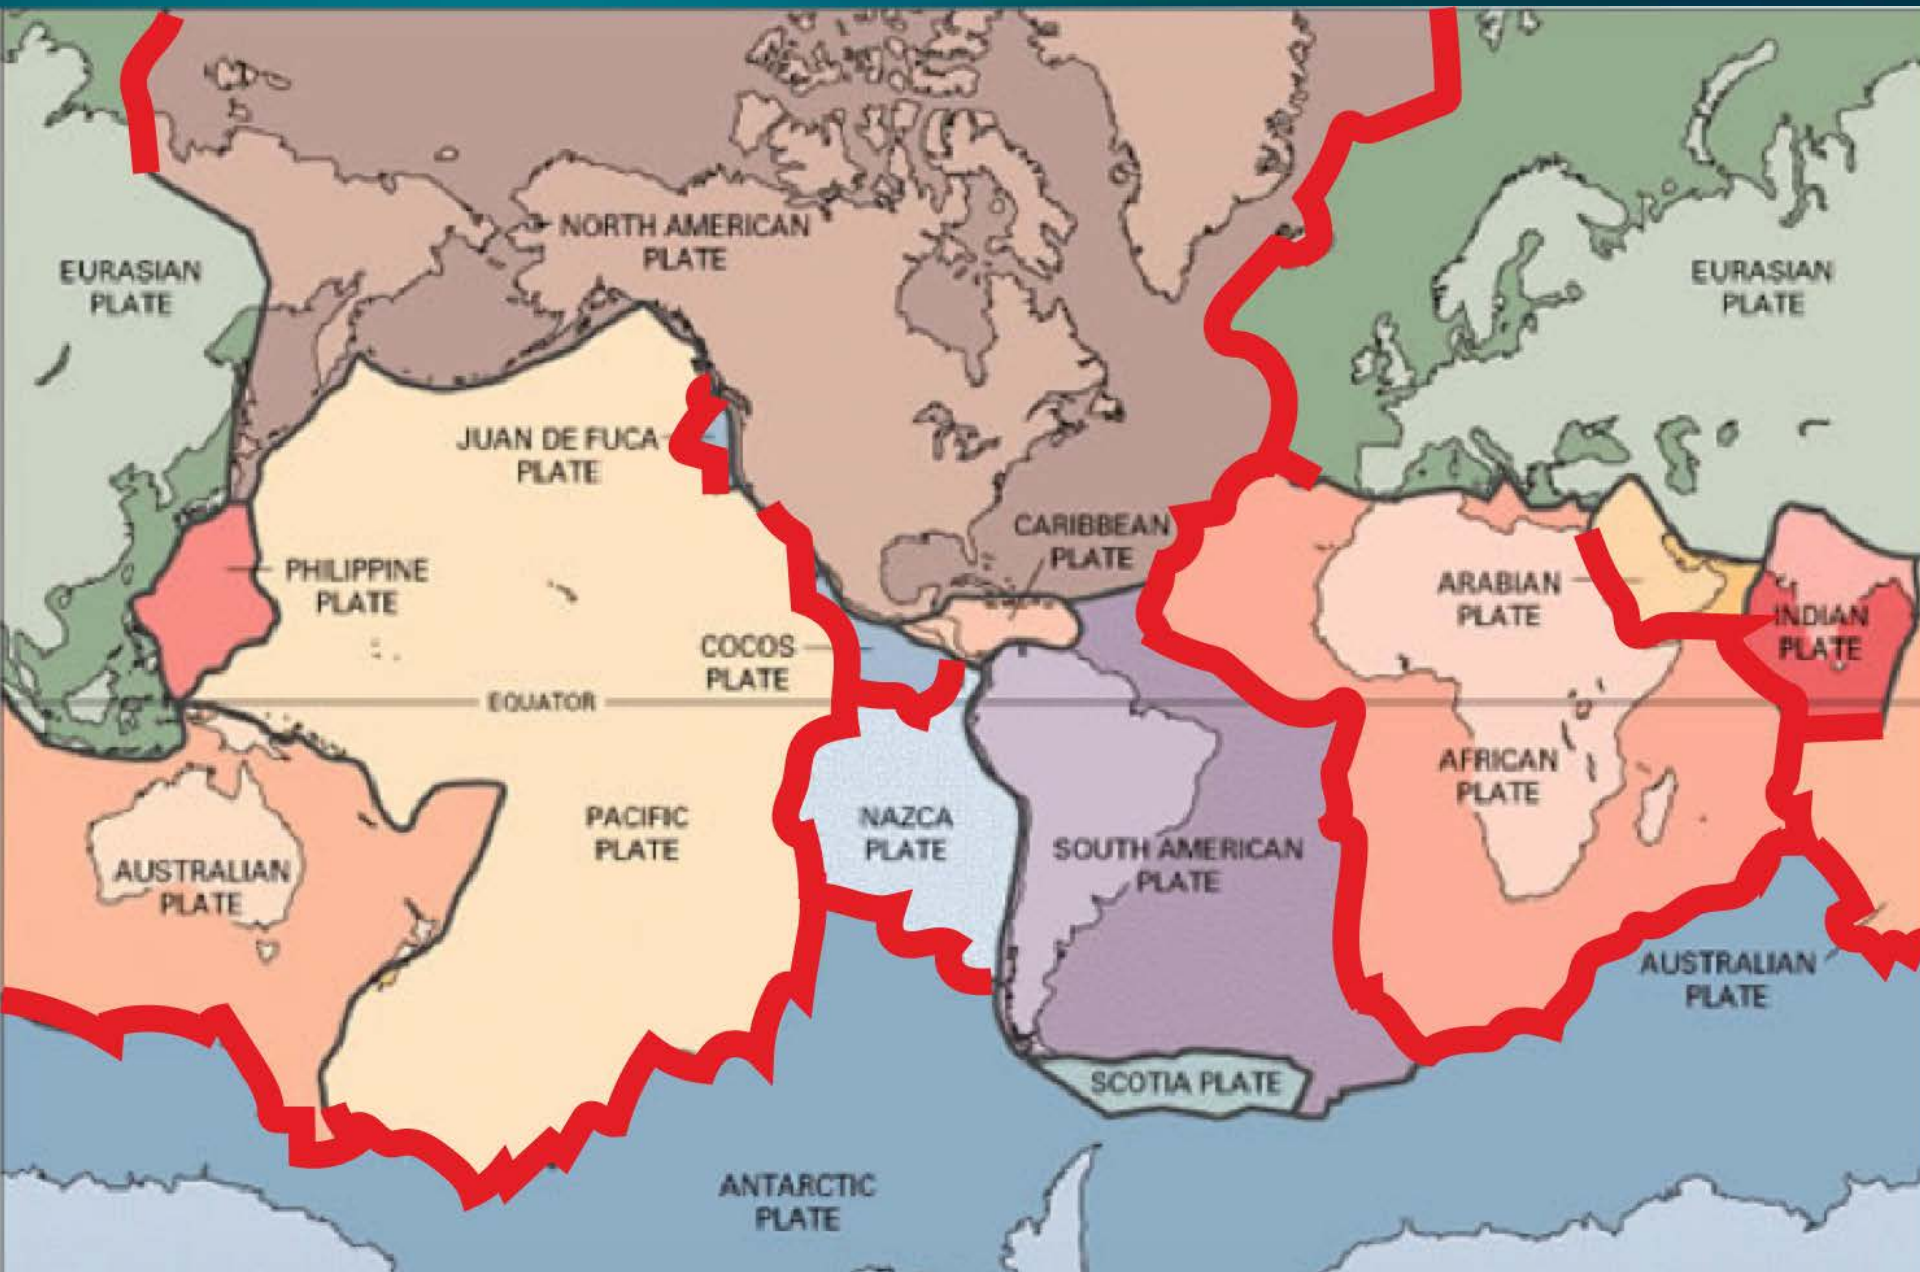 NORTH AMERICAN
PLATE
EURASIAN
PLATE
EURASIAN
PLATE
JUAN DE FUCA
PLATE
CARIBBEAN
PLATE
PHILIPPINE
PLATE
ARABIAN
PLATE
INDIAN
PLATE
COCOS
PLATE
EQUATOR
AFRICAN
PLATE
PACIFIC
PLATE
NAZCA
PLATE
SOUTH AMERICAN
PLATE
AUSTRALIAN
PLATE
AUSTRALIAN
PLATE
SCOTIA PLATE
ANTARCTIC
PLATE